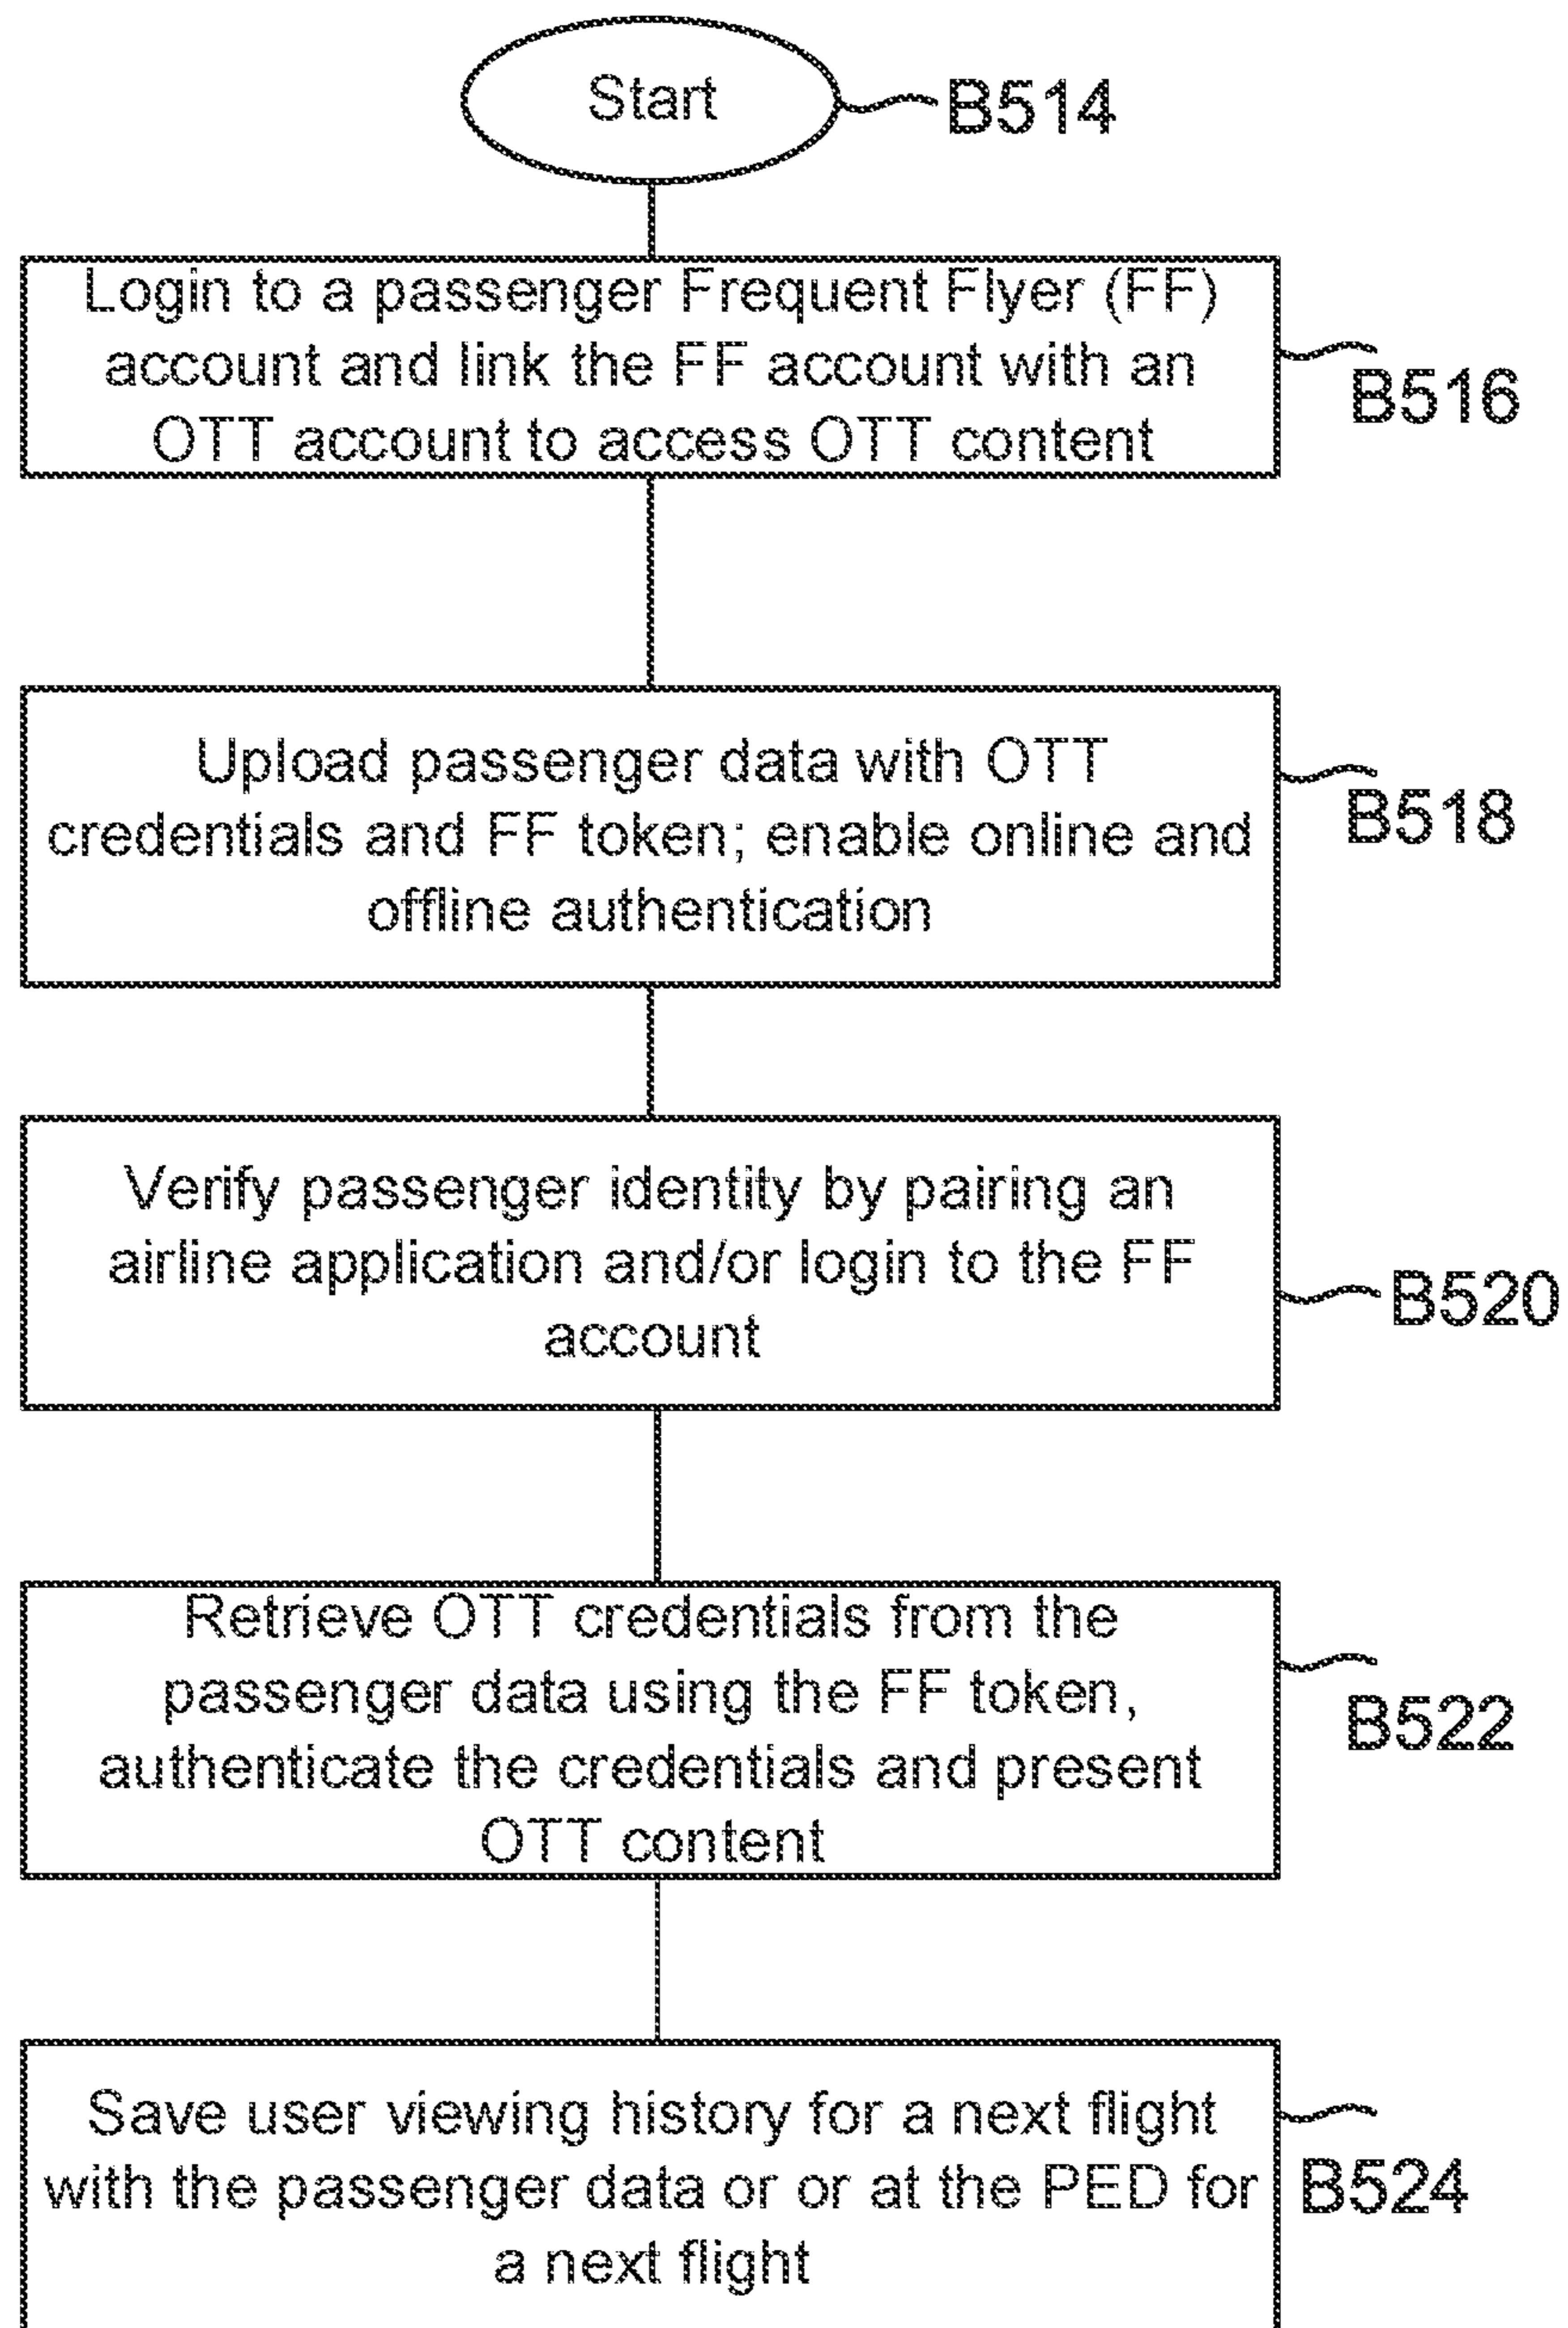 Start
B514
Login to a passenger Frequent Flyer (FF)
account and link the FF account with an
OTT account to access OTT content
B516
Upload passenger data with OTT
credentials and FF token; enable online and
offline authentication
B518
Verify passenger identity by pairing an
airline application and/or login to the FF
account
B520
Retrieve OTT credentials from the
passenger data using the FF token,
authenticate the credentials and present
OTT content
B522
Save user viewing history for a next flight
with the passenger data or or at the PED for
a next flight
B524